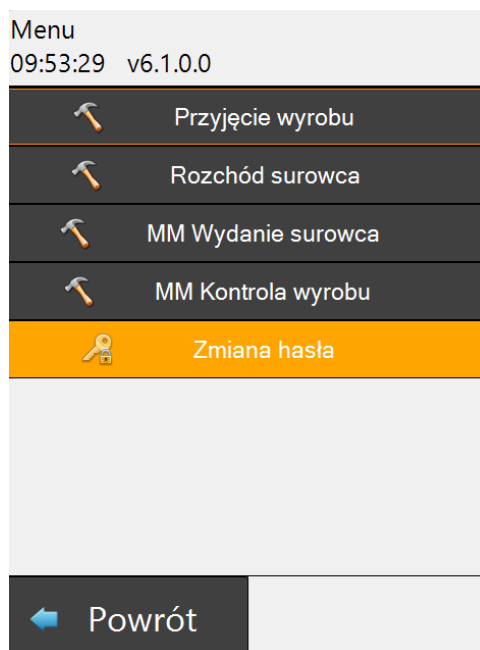 Menu
09:53:29 v6.1.0.0
Przyjęcie wyrobu
Rozchód surowca
MM Wydanie surowca
MM Kontrola wyrobu
Zmiana hasła
Powrót